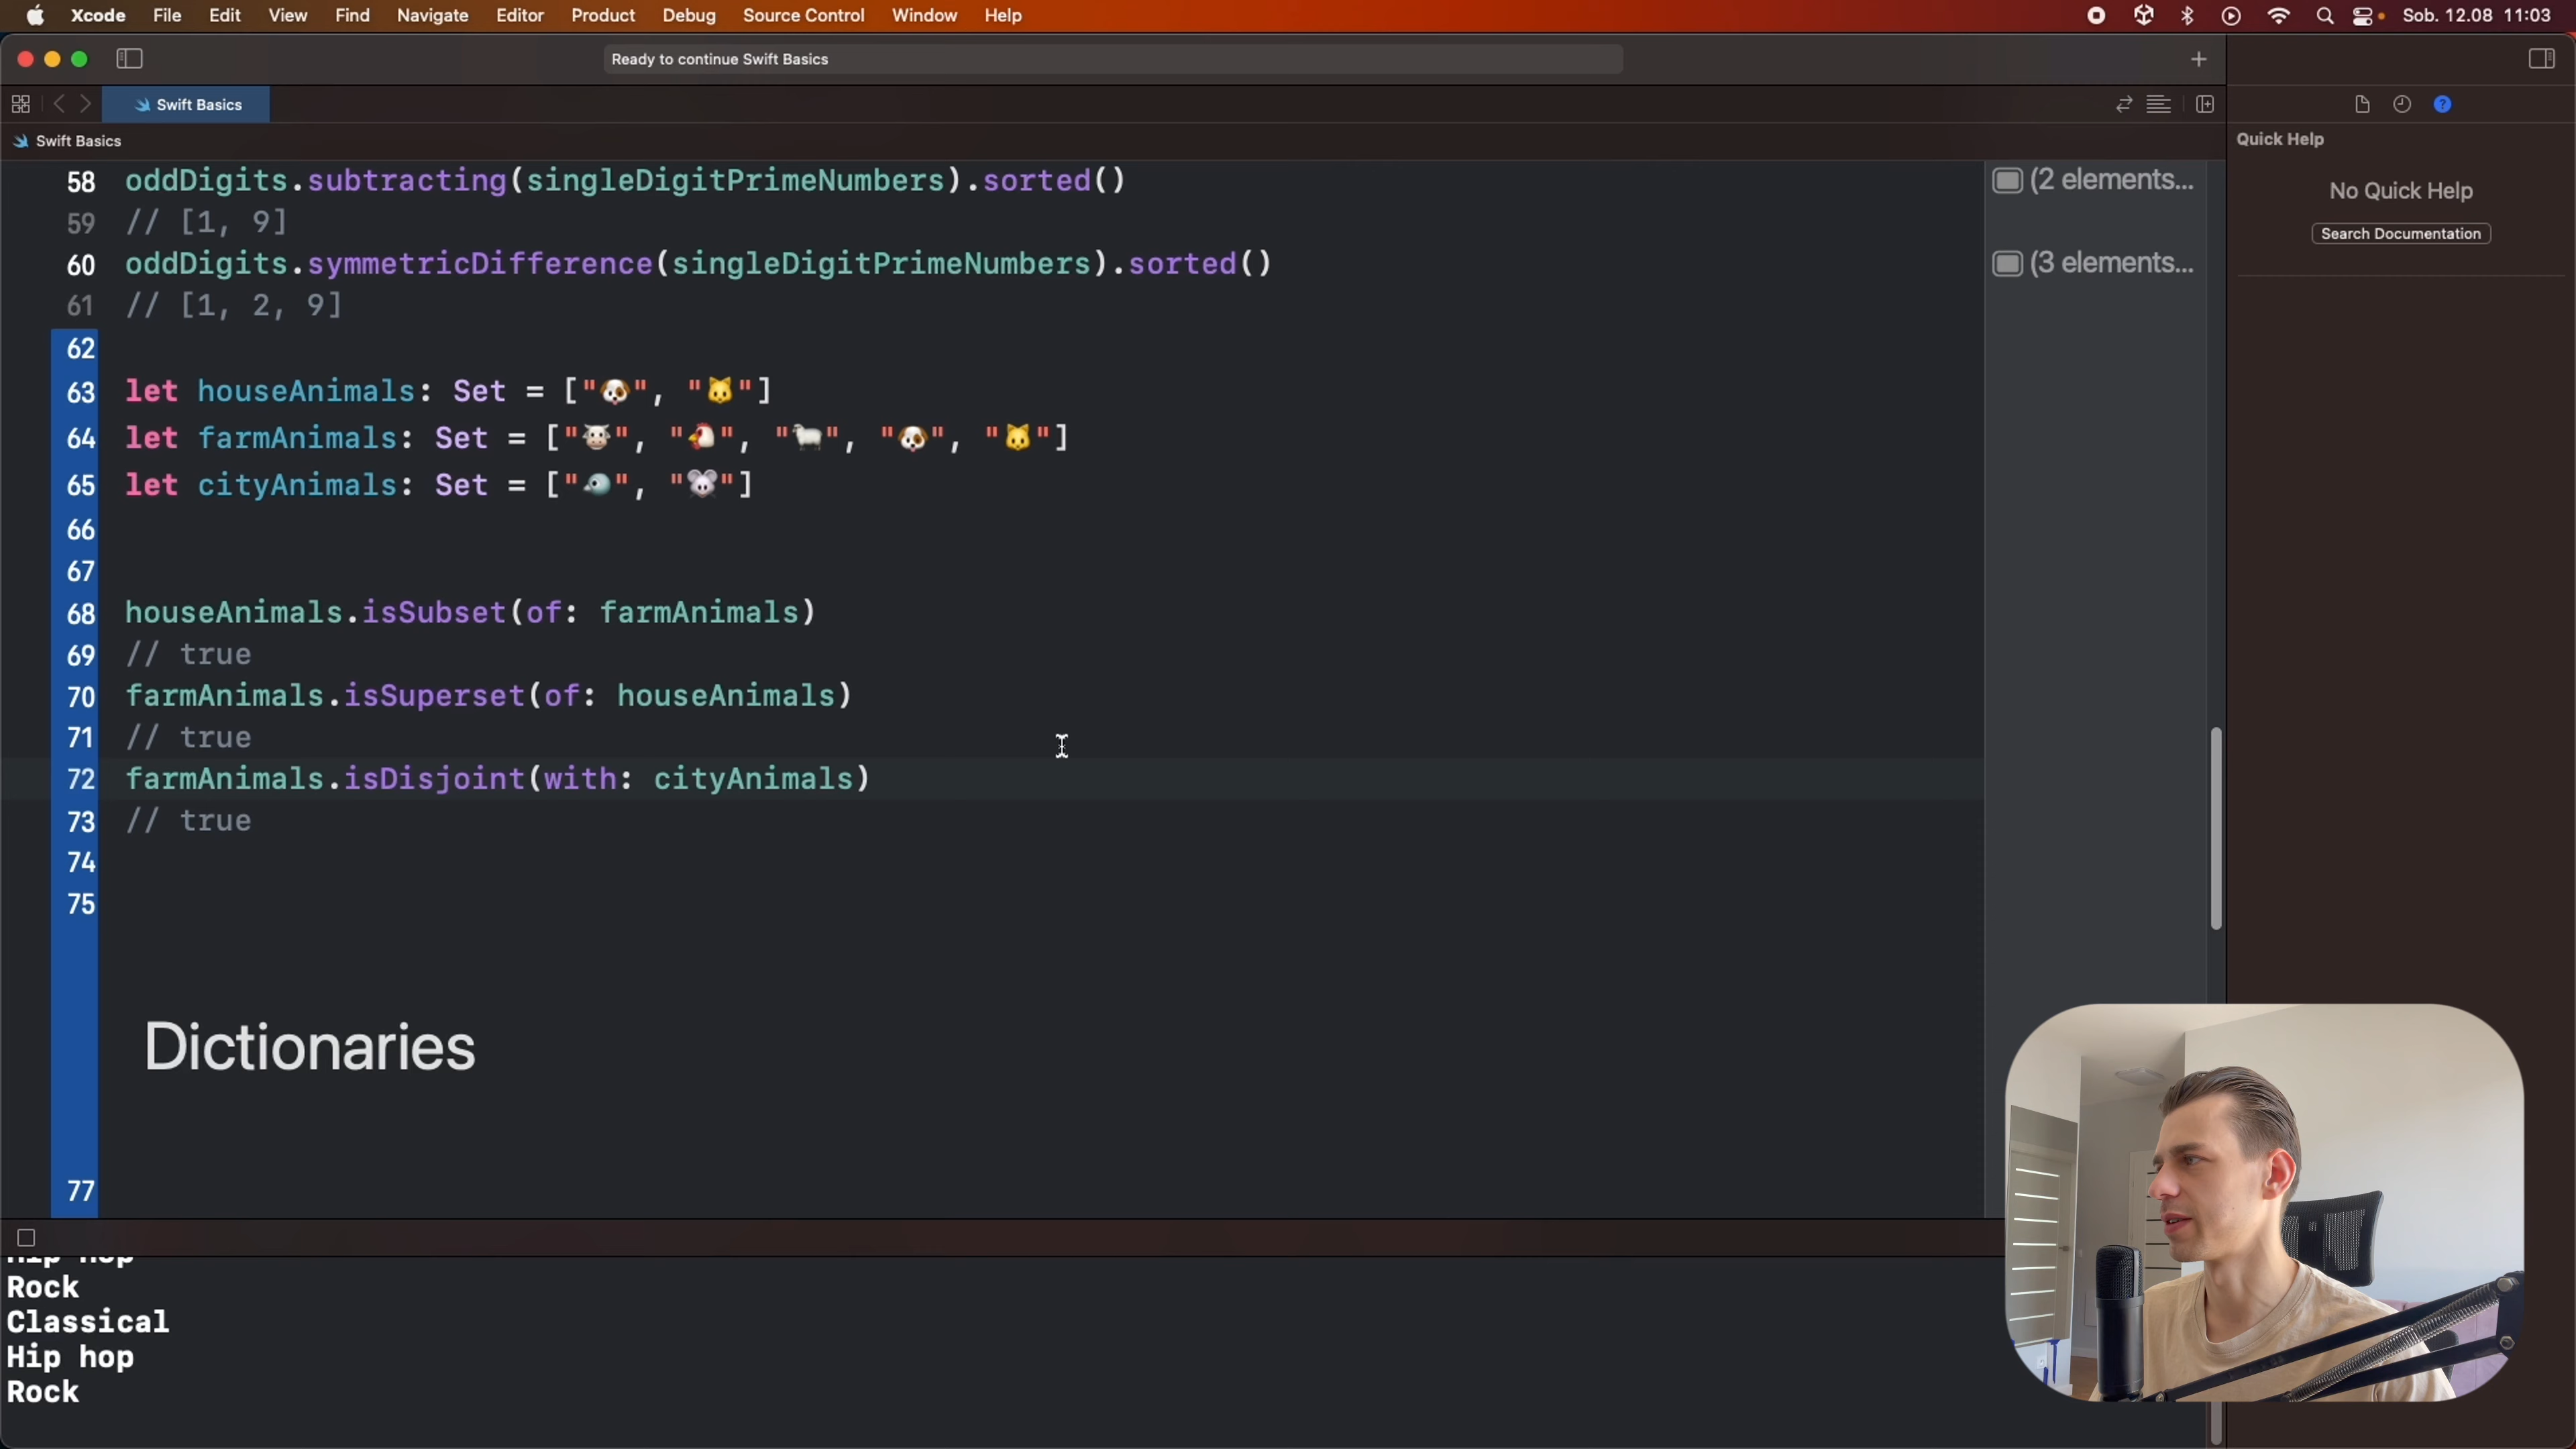 Xcode File Edit View Find Navigate Editor Product Debug Source Control Window Help Sob. 12.08 11:03
Ready to continue Swift Basics
Swift Basics
Swift Basics
Quick Help
No Quick Help
Search Documentation
58 oddDigits.subtracting(singleDigitPrimeNumbers).sorted() (2 elements...
59 // [1, 9]
60 oddDigits.symmetricDifference(singleDigitPrimeNumbers).sorted() (3 elements...
61 // [1, 2, 9]
62
63 let houseAnimals: Set = ["🐶", "🐱"]
64 let farmAnimals: Set = ["🐮", "🐔", "🐑", "🐶", "🐱"]
65 let cityAnimals: Set = ["🐦", "🐭"]
66
67
68 houseAnimals.isSubset(of: farmAnimals)
69 // true
70 farmAnimals.isSuperset(of: houseAnimals)
71 // true
72 farmAnimals.isDisjoint(with: cityAnimals)
73 // true
74
75
Dictionaries
77
Hip hop
Rock
Classical
Hip hop
Rock